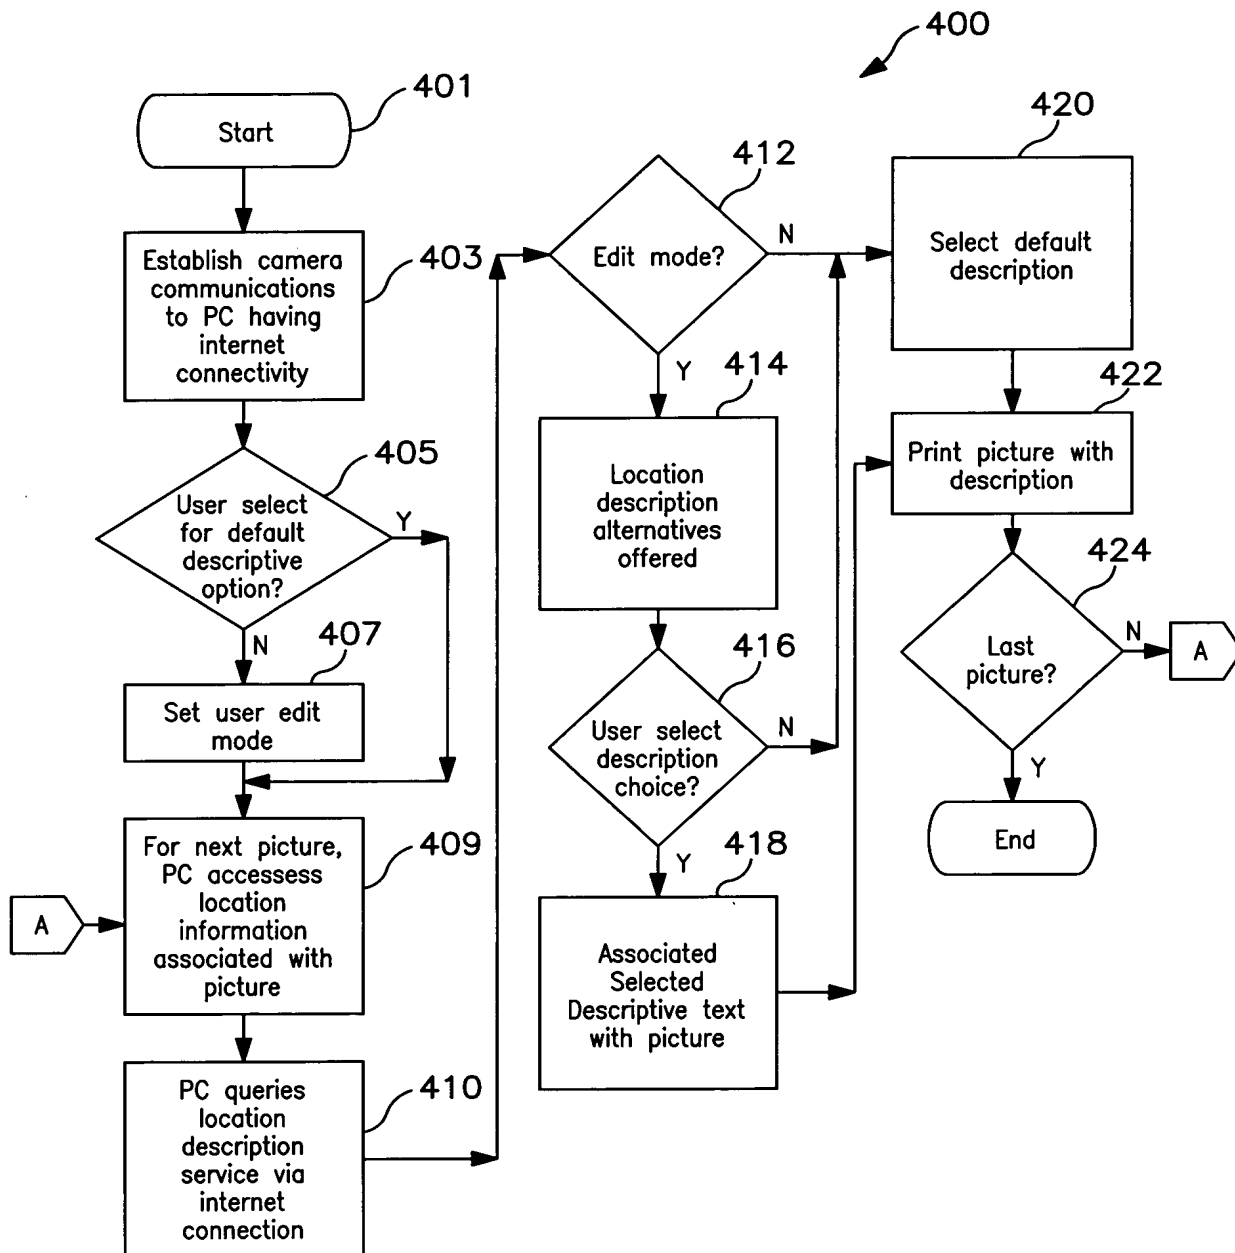 400
401
Start
Establish camera
communications
to PC having
internet
connectivity
403
User select
for default
descriptive
option?
405
Y
N
407
Set user edit
mode
For next picture,
PC accessess
location
information
associated with
picture
409
A
PC queries
location
description
service via
internet
connection
410
Edit mode?
412
N
Y
414
Location
description
alternatives
offered
416
User select
description
choice?
N
Y
418
Associated
Selected
Descriptive text
with picture
420
Select default
description
422
Print picture with
description
424
Last
picture?
N
A
Y
End